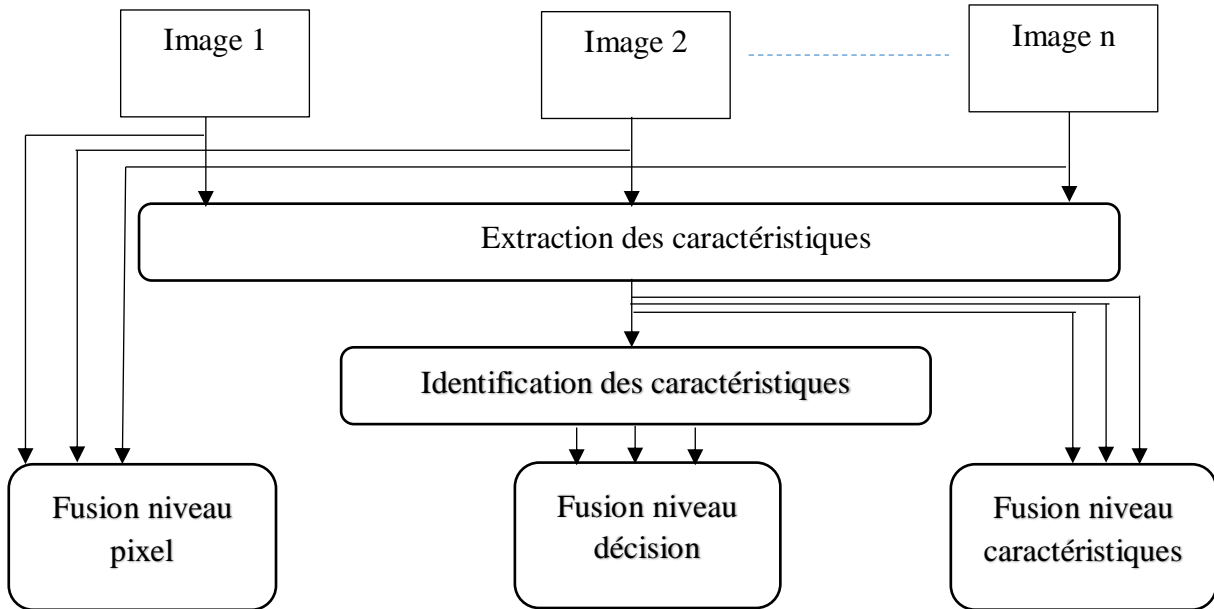 Image 1
Image 2
Image n
Extraction des caractéristiques
Identification des caractéristiques
Fusion niveau
pixel
Fusion niveau
décision
Fusion niveau
caractéristiques